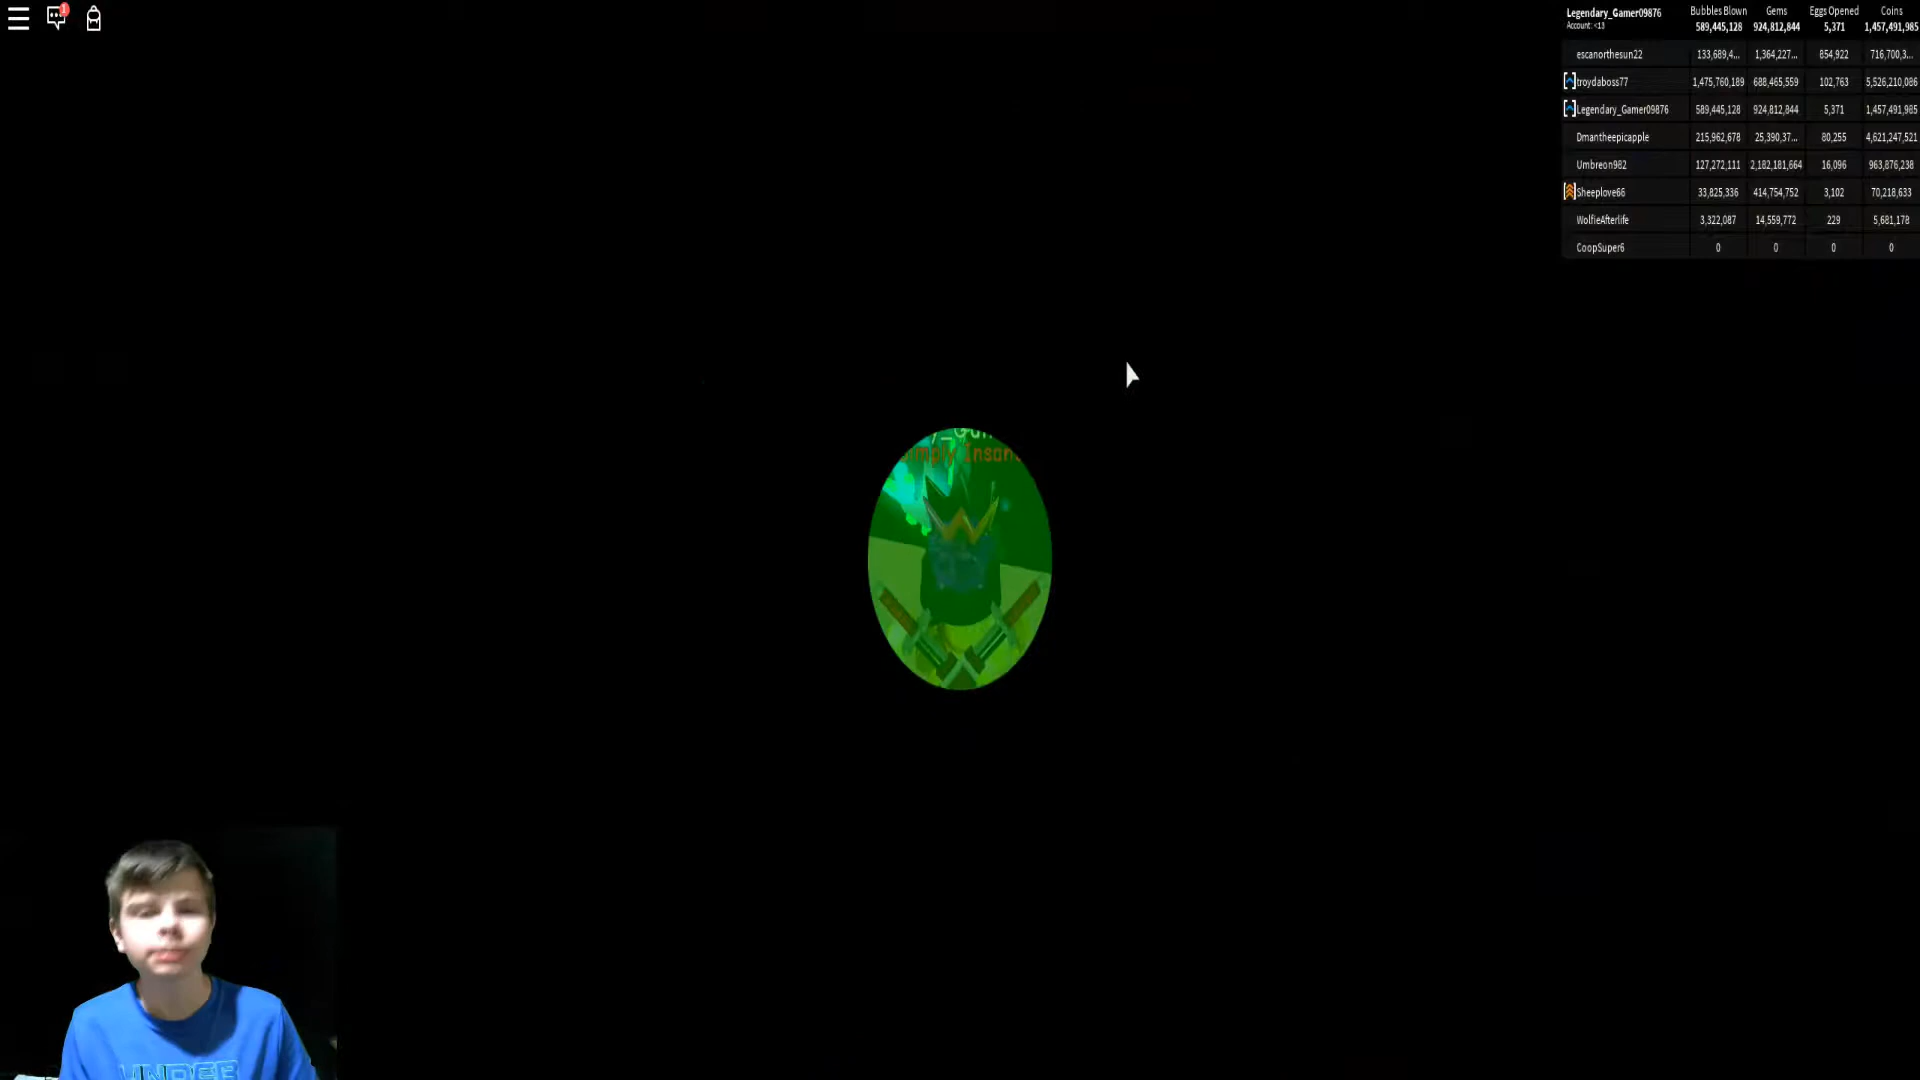 1
Legendary_Gamer09876 Bubbles Blown Gems Eggs Opened Coins
Account: <13 589,445,128 924,812,844 5,371 1,457,491,985
escanorthesun22 133,689,4... 1,364,227... 854,922 716,700,3...
troydaboss77 1,475,760,189 688,465,559 102,763 5,526,210,086
Legendary_Gamer09876 589,445,128 924,812,844 5,371 1,457,491,985
Dmantheepicapple 215,962,678 25,390,37... 80,255 4,621,247,521
Umbreon982 127,272,111 2,182,181,664 16,096 963,876,238
Sheeplove66 33,825,336 414,754,752 3,102 70,218,633
WolfieAfterlife 3,322,087 14,559,772 229 5,681,178
CoopSuper6 0 0 0 0
Insan
UNDER